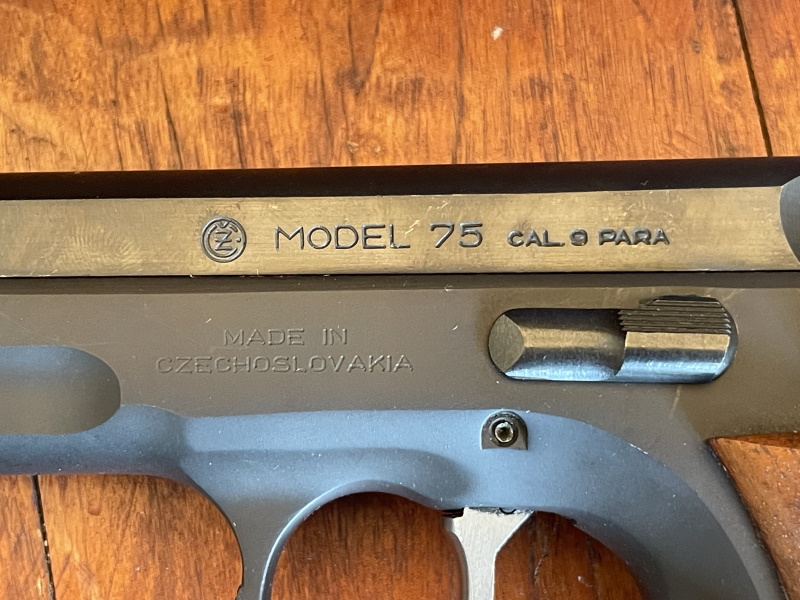 CZ MODEL 75 CAL. 9 PARA
MADE IN
CZECHOSLOVAKIA